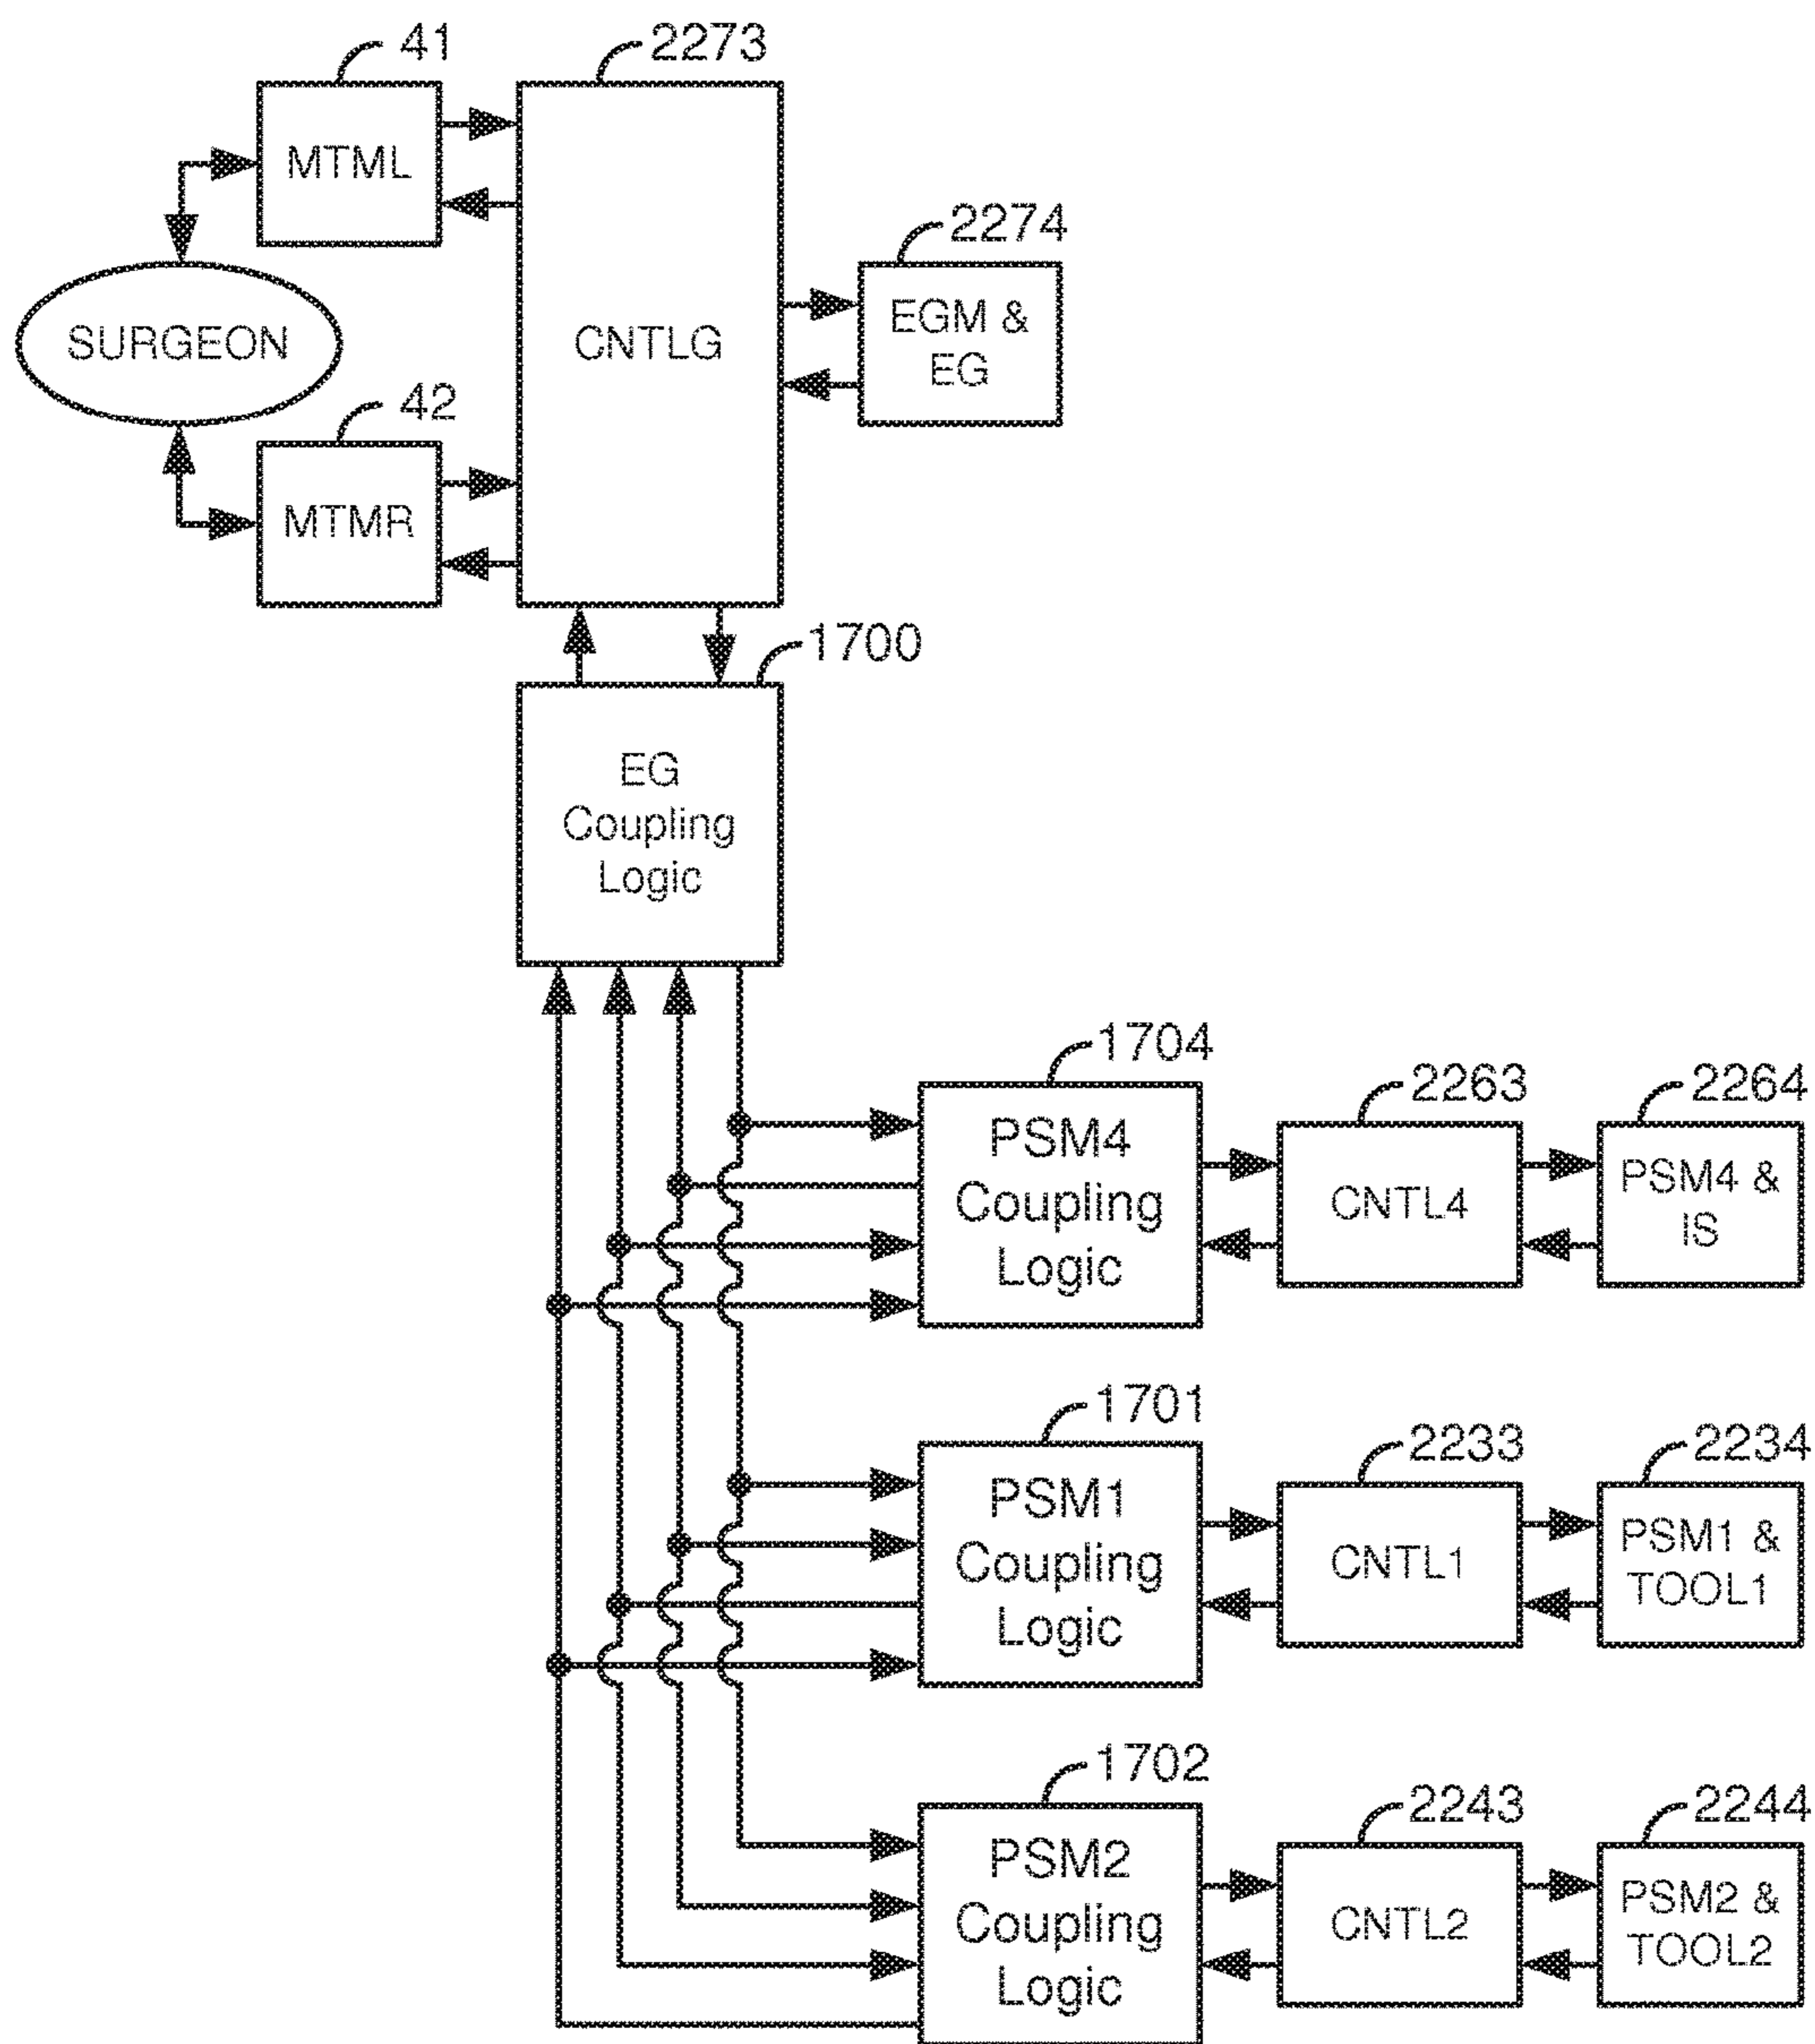 41
2273
MTML
2274
EGM &
EG
SURGEON
CNTLG
42
MTMR
1700
EG
Coupling
Logic
1704
2263
2264
PSM4
Coupling
Logic
CNTL4
PSM4 &
IS
1701
2233
2234
PSM1
Coupling
Logic
CNTL1
PSM1 &
TOOL1
1702
2243
2244
PSM2
Coupling
Logic
CNTL2
PSM2 &
TOOL2